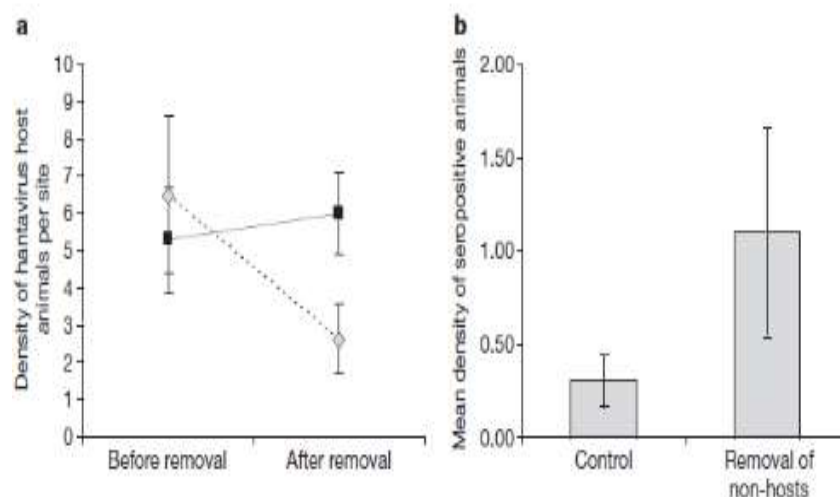 a
Density of hantavirus host
animals per site
10
9
8
7
6
5
4
3
2
1
0
Before removal
After removal
b
Mean density of seropositive animals
2.00
1.50
1.00
0.50
0.00
Control
Removal of
non-hosts